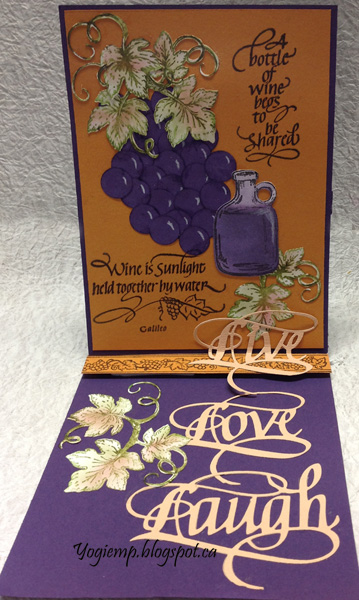 A
bottle
of
wine
begs
to
be
Shared
Wine is Sunlight
held together by water
Galileo
Live
Love
Laugh
Yogiemp.blogspot.ca